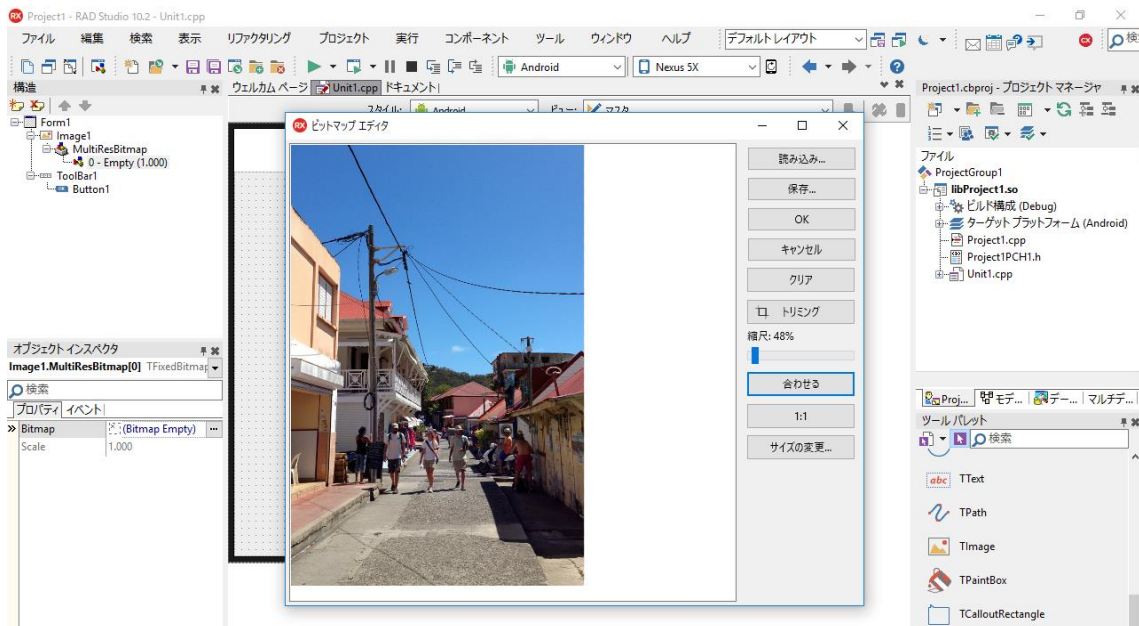 Project1 - RAD Studio 10.2 - Unit1.cpp
ファイル 編集 検索 表示 リファクタリング プロジェクト 実行 コンポーネント ツール ウィンドウ ヘルプ デフォルト レイアウト
Android Nexus 5X
構造
ウェルカム ページ Unit1.cpp ドキュメント
Form1
Image1
MultiResBitmap
0 - Empty (1.000)
ToolBar1
Button1
ビットマップ エディタ
読み込み...
保存...
OK
キャンセル
クリア
トリミング
縮尺: 48%
合わせる
1:1
サイズの変更...
オブジェクト インスペクタ
Image1.MultiResBitmap[0] TFixedBitmap
検索
プロパティ イベント
Bitmap (Bitmap Empty) ...
Scale 1.000
Project1.cbproj - プロジェクト マネージャ
ファイル
ProjectGroup1
libProject1.so
ビルド構成 (Debug)
ターゲット プラットフォーム (Android)
Project1.cpp
Project1PCH1.h
Unit1.cpp
Proj... モデ... デー... マルチデ...
ツール パレット
検索
abc TText
TPath
TImage
TPaintBox
TCalloutRectangle